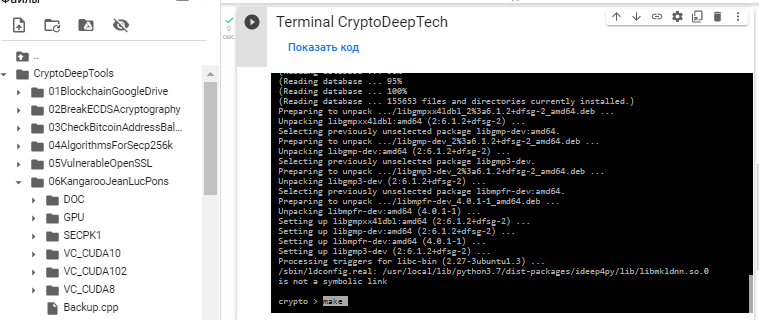 Файлы
..
CryptoDeepTools
01BlockchainGoogleDrive
02BreakECDSAcryptography
03CheckBitcoinAddressBal...
04AlgorithmsForSecp256k
05VulnerableOpenSSL
06KangarooJeanLucPons
DOC
GPU
SECPK1
VC_CUDA10
VC_CUDA102
VC_CUDA8
Backup.cpp
0
сек.
Terminal CryptoDeepTech
Показать код
(Reading database ... 95%
(Reading database ... 100%
(Reading database ... 155653 files and directories currently installed.)
Preparing to unpack .../libgmpxx4ldbl_2%3a6.1.2+dfsg-2_amd64.deb ...
Unpacking libgmpxx4ldbl:amd64 (2:6.1.2+dfsg-2) ...
Selecting previously unselected package libgmp-dev:amd64.
Preparing to unpack .../libgmp-dev_2%3a6.1.2+dfsg-2_amd64.deb ...
Unpacking libgmp-dev:amd64 (2:6.1.2+dfsg-2) ...
Selecting previously unselected package libgmp3-dev.
Preparing to unpack .../libgmp3-dev_2%3a6.1.2+dfsg-2_amd64.deb ...
Unpacking libgmp3-dev (2:6.1.2+dfsg-2) ...
Selecting previously unselected package libmpfr-dev:amd64.
Preparing to unpack .../libmpfr-dev_4.0.1-1_amd64.deb ...
Unpacking libmpfr-dev:amd64 (4.0.1-1) ...
Setting up libgmpxx4ldbl:amd64 (2:6.1.2+dfsg-2) ...
Setting up libgmp-dev:amd64 (2:6.1.2+dfsg-2) ...
Setting up libmpfr-dev:amd64 (4.0.1-1) ...
Setting up libgmp3-dev (2:6.1.2+dfsg-2) ...
Processing triggers for libc-bin (2.27-3ubuntu1.3) ...
/sbin/ldconfig.real: /usr/local/lib/python3.7/dist-packages/ideep4py/lib/libmkldnn.so.0
is not a symbolic link
crypto > make